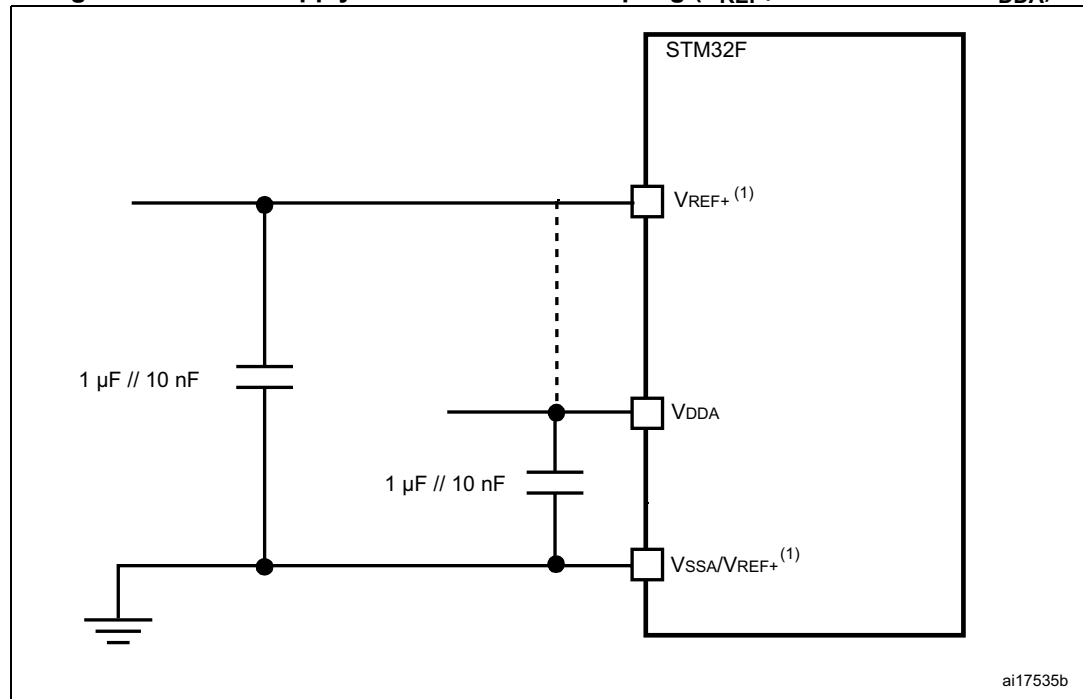 STM32F
VREF+ (1)
1 µF // 10 nF
VDDA
1 µF // 10 nF
VSSA/VREF+ (1)
ai17535b